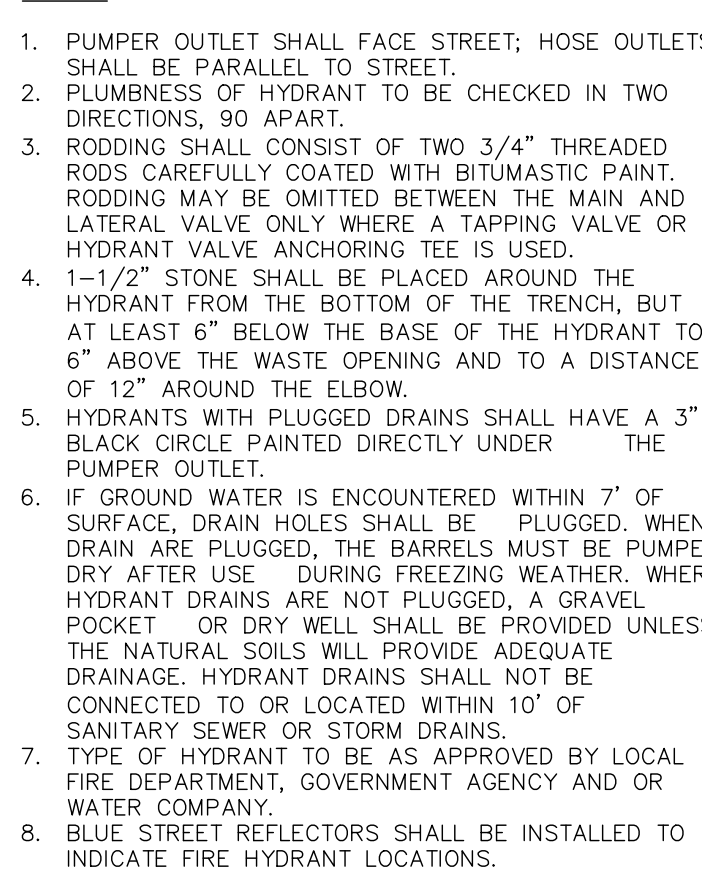 1. PUMPER OUTLET SHALL FACE STREET; HOSE OUTLETS
SHALL BE PARALLEL TO STREET.
2. PLUMBNESS OF HYDRANT TO BE CHECKED IN TWO
DIRECTIONS, 90 APART.
3. RODDING SHALL CONSIST OF TWO 3/4" THREADED
RODS CAREFULLY COATED WITH BITUMASTIC PAINT.
RODDING MAY BE OMITTED BETWEEN THE MAIN AND
LATERAL VALVE ONLY WHERE A TAPPING VALVE OR
HYDRANT VALVE ANCHORING TEE IS USED.
4. 1-1/2" STONE SHALL BE PLACED AROUND THE
HYDRANT FROM THE BOTTOM OF THE TRENCH, BUT
AT LEAST 6" BELOW THE BASE OF THE HYDRANT TO
6" ABOVE THE WASTE OPENING AND TO A DISTANCE
OF 12" AROUND THE ELBOW.
5. HYDRANTS WITH PLUGGED DRAINS SHALL HAVE A 3"
BLACK CIRCLE PAINTED DIRECTLY UNDER THE
PUMPER OUTLET.
6. IF GROUND WATER IS ENCOUNTERED WITHIN 7' OF
SURFACE, DRAIN HOLES SHALL BE PLUGGED. WHEN
DRAIN ARE PLUGGED, THE BARRELS MUST BE PUMPE
DRY AFTER USE DURING FREEZING WEATHER. WHER
HYDRANT DRAINS ARE NOT PLUGGED, A GRAVEL
POCKET OR DRY WELL SHALL BE PROVIDED UNLESS
THE NATURAL SOILS WILL PROVIDE ADEQUATE
DRAINAGE. HYDRANT DRAINS SHALL NOT BE
CONNECTED TO OR LOCATED WITHIN 10' OF
SANITARY SEWER OR STORM DRAINS.
7. TYPE OF HYDRANT TO BE AS APPROVED BY LOCAL
FIRE DEPARTMENT, GOVERNMENT AGENCY AND OR
WATER COMPANY.
8. BLUE STREET REFLECTORS SHALL BE INSTALLED TO
INDICATE FIRE HYDRANT LOCATIONS.